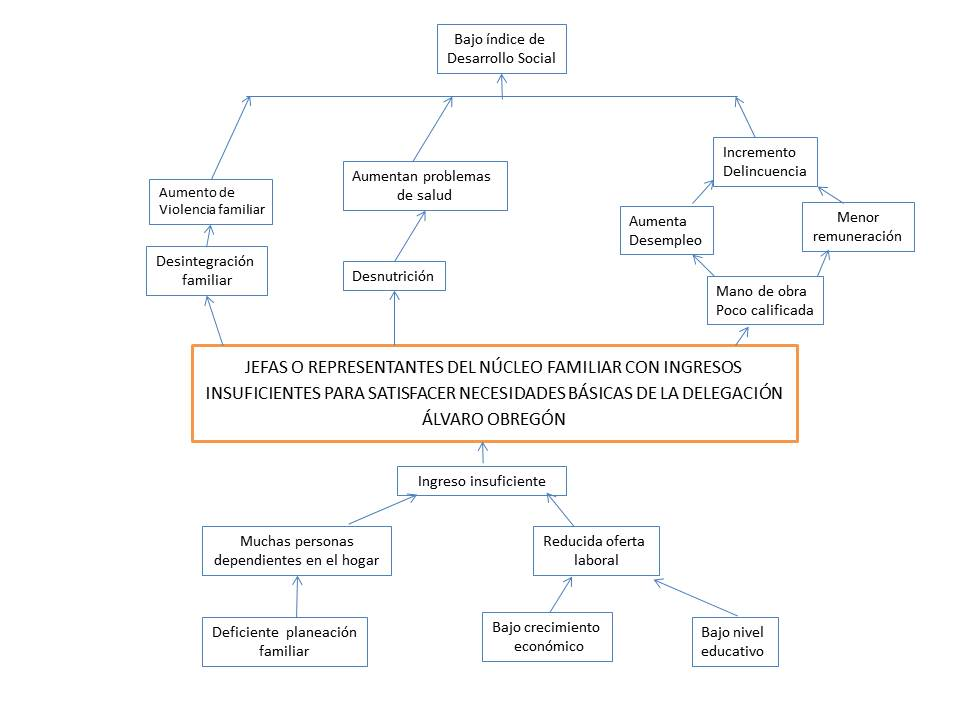 Bajo índice de
Desarrollo Social
Incremento
Delincuencia
Aumentan problemas
de salud
Aumento de
Violencia familiar
Aumenta
Desempleo
Menor
remuneración
Desintegración
familiar
Desnutrición
Mano de obra
Poco calificada
JEFAS O REPRESENTANTES DEL NÚCLEO FAMILIAR CON INGRESOS
INSUFICIENTES PARA SATISFACER NECESIDADES BÁSICAS DE LA DELEGACIÓN
ÁLVARO OBREGÓN
Ingreso insuficiente
Muchas personas
dependientes en el hogar
Reducida oferta
laboral
Deficiente planeación
familiar
Bajo crecimiento
económico
Bajo nivel
educativo